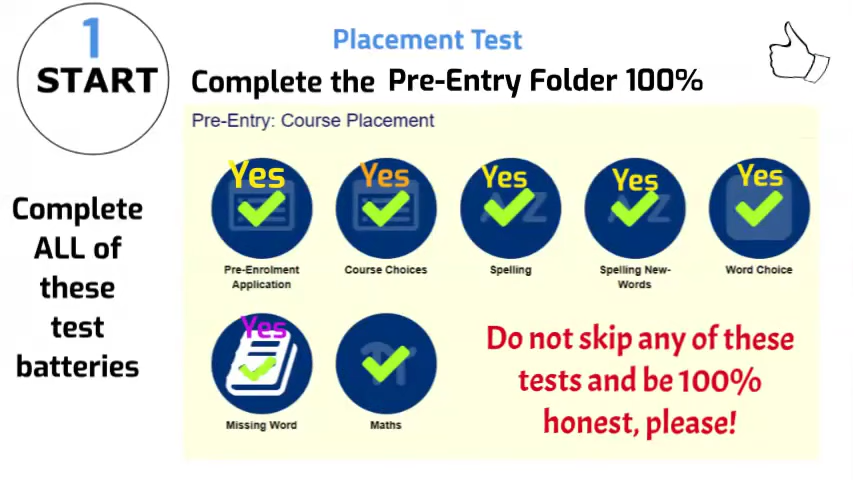 1
START
Placement Test
Complete the Pre-Entry Folder 100%
Pre-Entry: Course Placement
Complete
ALL of
these
test
batteries
Yes Yes Yes Yes Yes
A Z A Z
Pre-Enrolment
Application
Course Choices
Spelling
Spelling New-
Words
Word Choice
Yes
Missing Word
Maths
Do not skip any of these
tests and be 100%
honest, please!